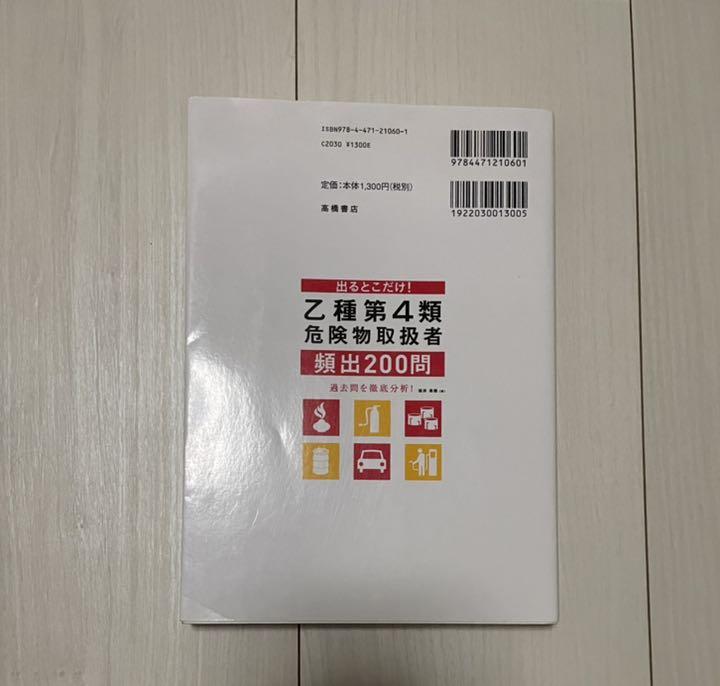 ISBN978-4-471-21060-1
C2030 ¥1300E
9784471210601
定価：本体1,300円（税別）
高橋書店
1922030013005
出るとこだけ！
乙種第4類
危険物取扱者
頻出200問
過去問を徹底分析！